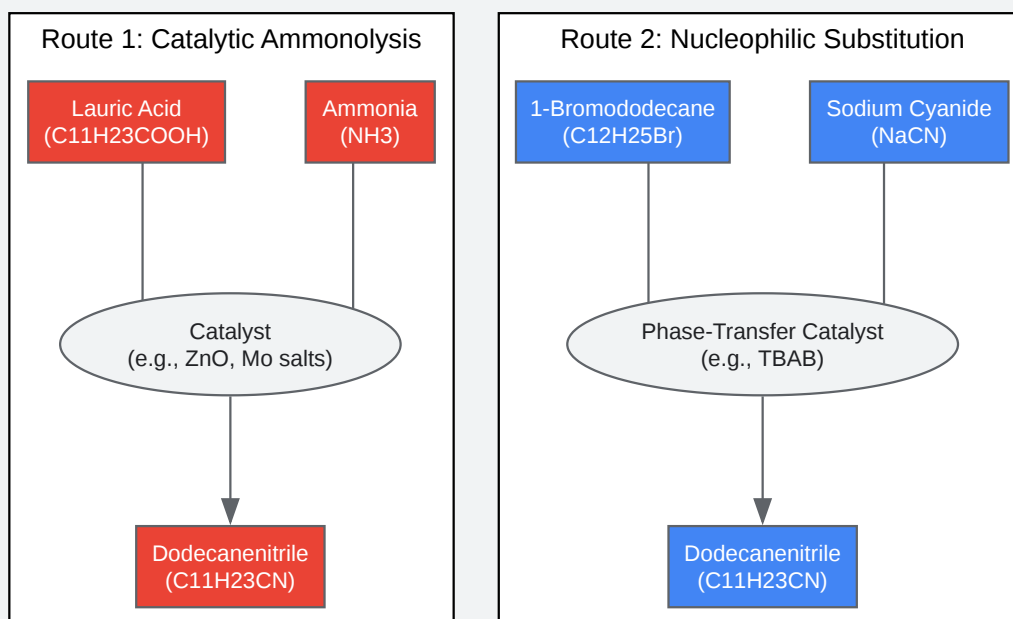 Route 1: Catalytic Ammonolysis
Lauric Acid
(C11H23COOH)
Ammonia
(NH3)
Catalyst
(e.g., ZnO, Mo salts)
Dodecanenitrile
(C11H23CN)
Route 2: Nucleophilic Substitution
1-Bromododecane
(C12H25Br)
Sodium Cyanide
(NaCN)
Phase-Transfer Catalyst
(e.g., TBAB)
Dodecanenitrile
(C11H23CN)